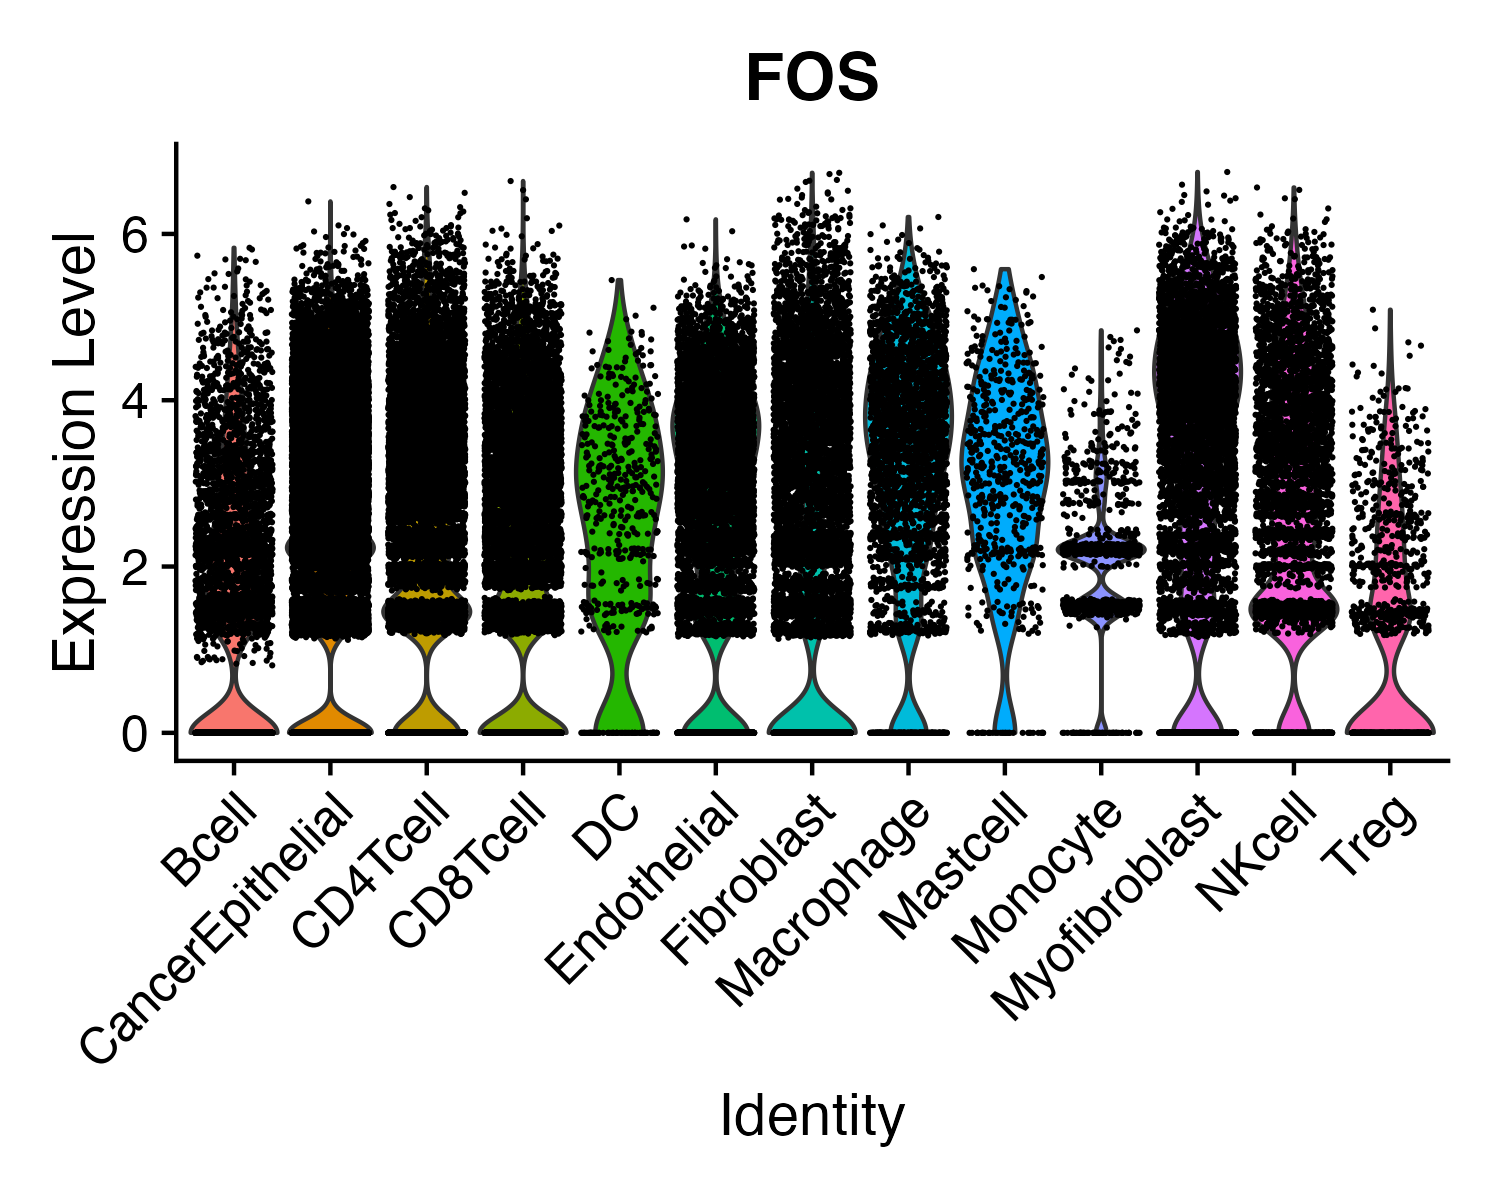 FOS
Expression Level
6
4
2
0
Bcell
CancerEpithelial
CD4Tcell
CD8Tcell
DC
Endothelial
Fibroblast
Macrophage
Mastcell
Monocyte
Myofibroblast
NKcell
Treg
Identity